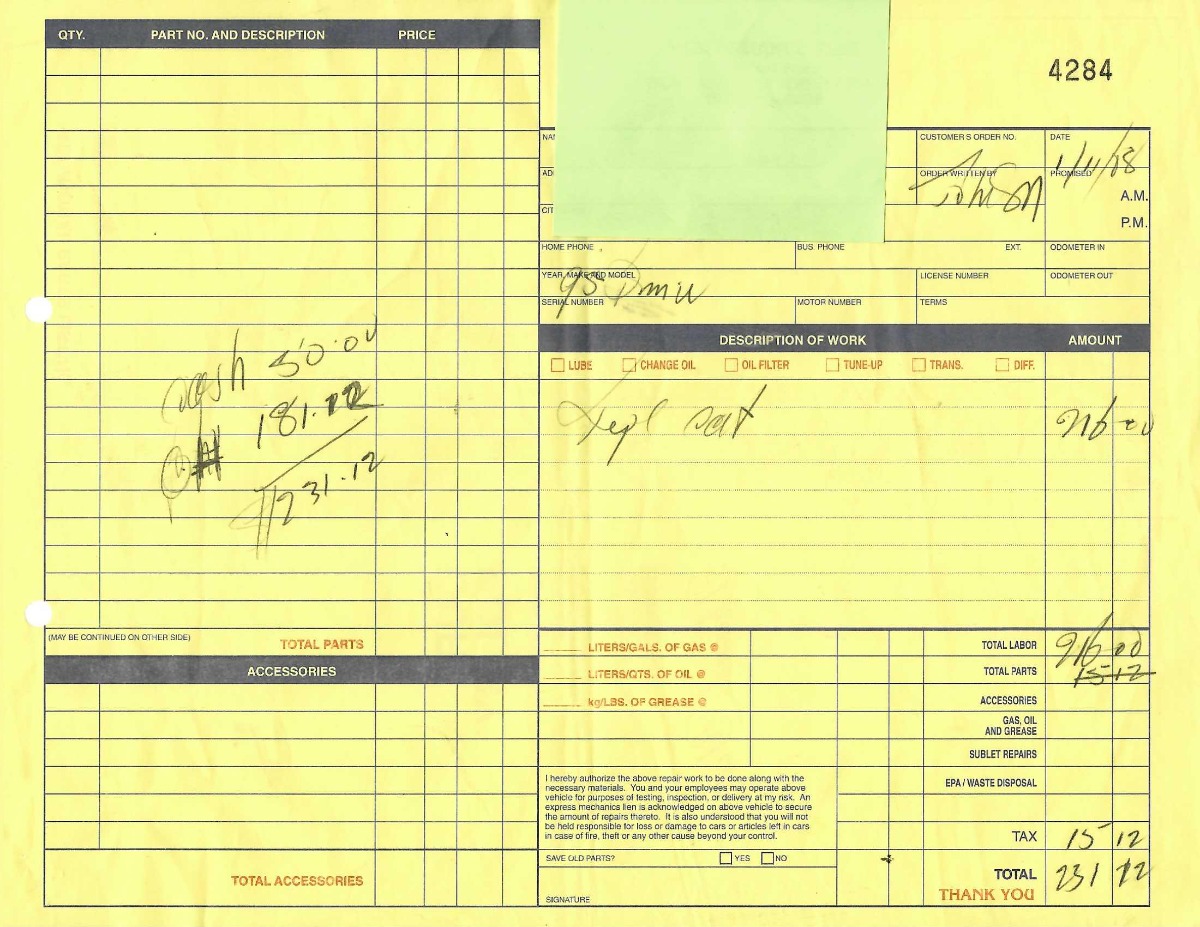 QTY. PART NO. AND DESCRIPTION PRICE
4284
CUSTOMER'S ORDER NO. DATE
1/11/08
ORDER WRITTEN BY PROMISED
A.M.
P.M.
HOME PHONE BUS. PHONE EXT. ODOMETER IN
YEAR, MAKE AND MODEL LICENSE NUMBER ODOMETER OUT
95
SERIAL NUMBER MOTOR NUMBER TERMS
DESCRIPTION OF WORK AMOUNT
LUBE CHANGE OIL OIL FILTER TUNE-UP TRANS. DIFF.
Repl cat 216 00
Cash 50.00
181.12
$231.12
(MAY BE CONTINUED ON OTHER SIDE) TOTAL PARTS
ACCESSORIES
TOTAL ACCESSORIES
LITERS/GALS. OF GAS @ TOTAL LABOR 216 00
LITERS/QTS. OF OIL @ TOTAL PARTS 15 12
kg/LBS. OF GREASE @ ACCESSORIES
GAS, OIL
AND GREASE
SUBLET REPAIRS
EPA / WASTE DISPOSAL
I hereby authorize the above repair work to be done along with the
necessary materials. You and your employees may operate above
vehicle for purposes of testing, inspection, or delivery at my risk. An
express mechanics lien is acknowledged on above vehicle to secure
the amount of repairs thereto. It is also understood that you will not
be held responsible for loss or damage to cars or articles left in cars
in case of fire, theft or any other cause beyond your control.
TAX 15 12
SAVE OLD PARTS? YES NO
TOTAL 231 12
THANK YOU
SIGNATURE